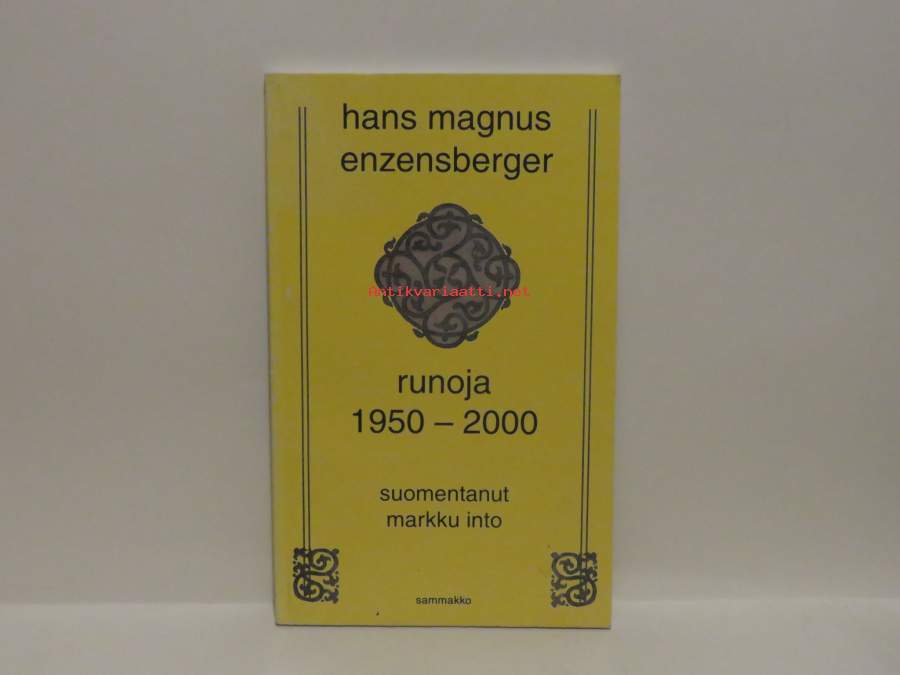 hans magnus
enzensberger
Antikvariaatti.net
runoja
1950 – 2000
suomentanut
markku into
sammakko